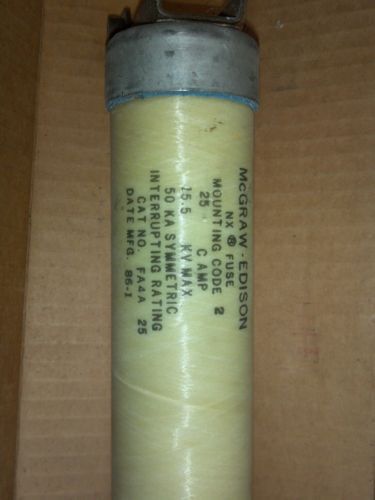 McGRAW-EDISON
NX ® FUSE
MOUNTING CODE 2
25 C AMP
15.5 KV MAX
50 KA SYMMETRIC
INTERRUPTING RATING
CAT NO. FA4A 25
DATE MFG. 86-1